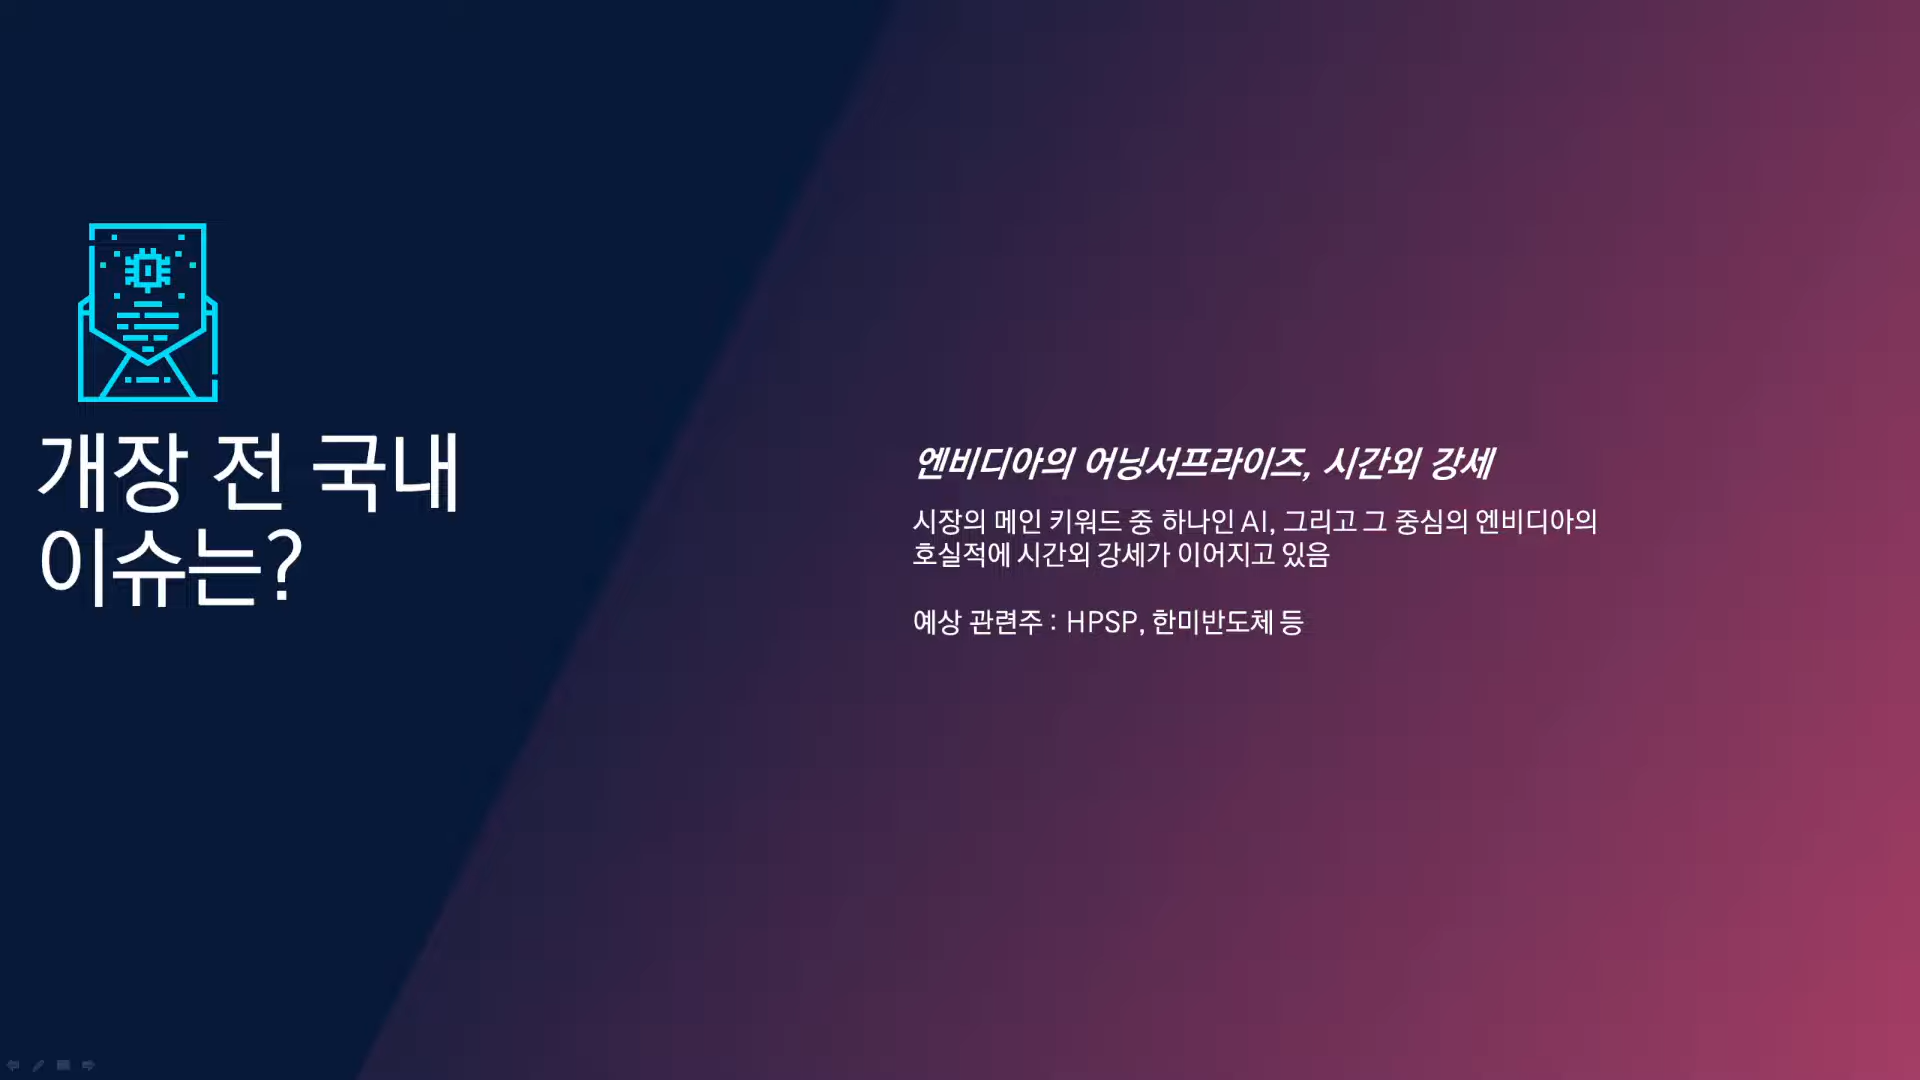 개장 전 국내
이슈는?
엔비디아의 어닝서프라이즈, 시간외 강세
시장의 메인 키워드 중 하나인 AI, 그리고 그 중심의 엔비디아의
호실적에 시간외 강세가 이어지고 있음
예상 관련주 : HPSP, 한미반도체 등